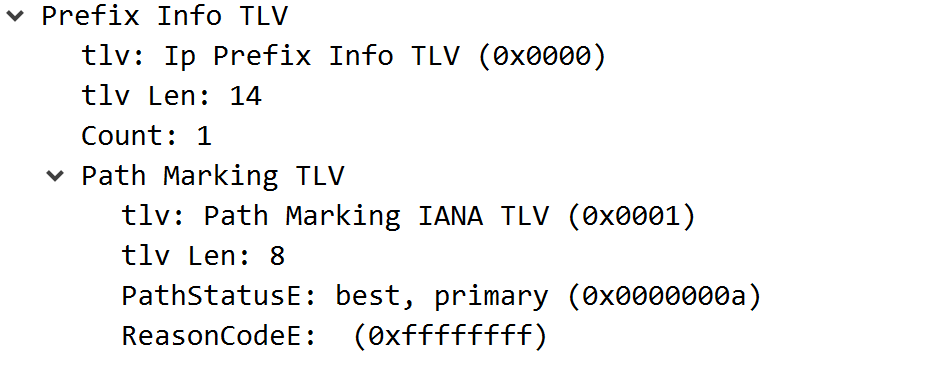 Prefix Info TLV
tlv: Ip Prefix Info TLV (0x0000)
tlv Len: 14
Count: 1
Path Marking TLV
tlv: Path Marking IANA TLV (0x0001)
tlv Len: 8
PathStatusE: best, primary (0x0000000a)
ReasonCodeE:  (0xffffffff)